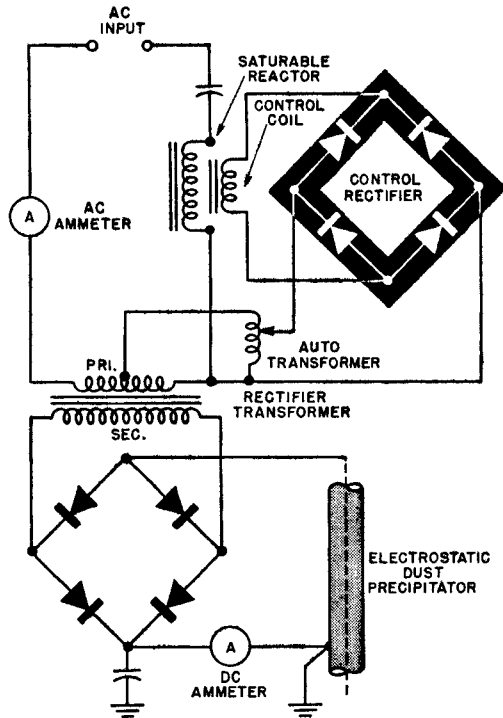 AC
INPUT
SATURABLE
REACTOR
CONTROL
COIL
CONTROL
RECTIFIER
A
AC
AMMETER
AUTO
TRANSFORMER
PRI.
RECTIFIER
TRANSFORMER
SEC.
ELECTROSTATIC
DUST
PRECIPITATOR
A
DC
AMMETER